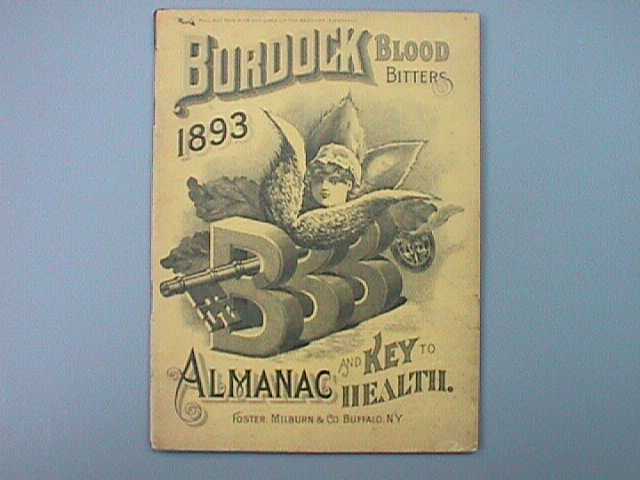 BURDOCK BLOOD
BITTERS
1893
BBB
ALMANAC AND KEY TO
HEALTH.
FOSTER, MILBURN & CO. BUFFALO, N.Y.